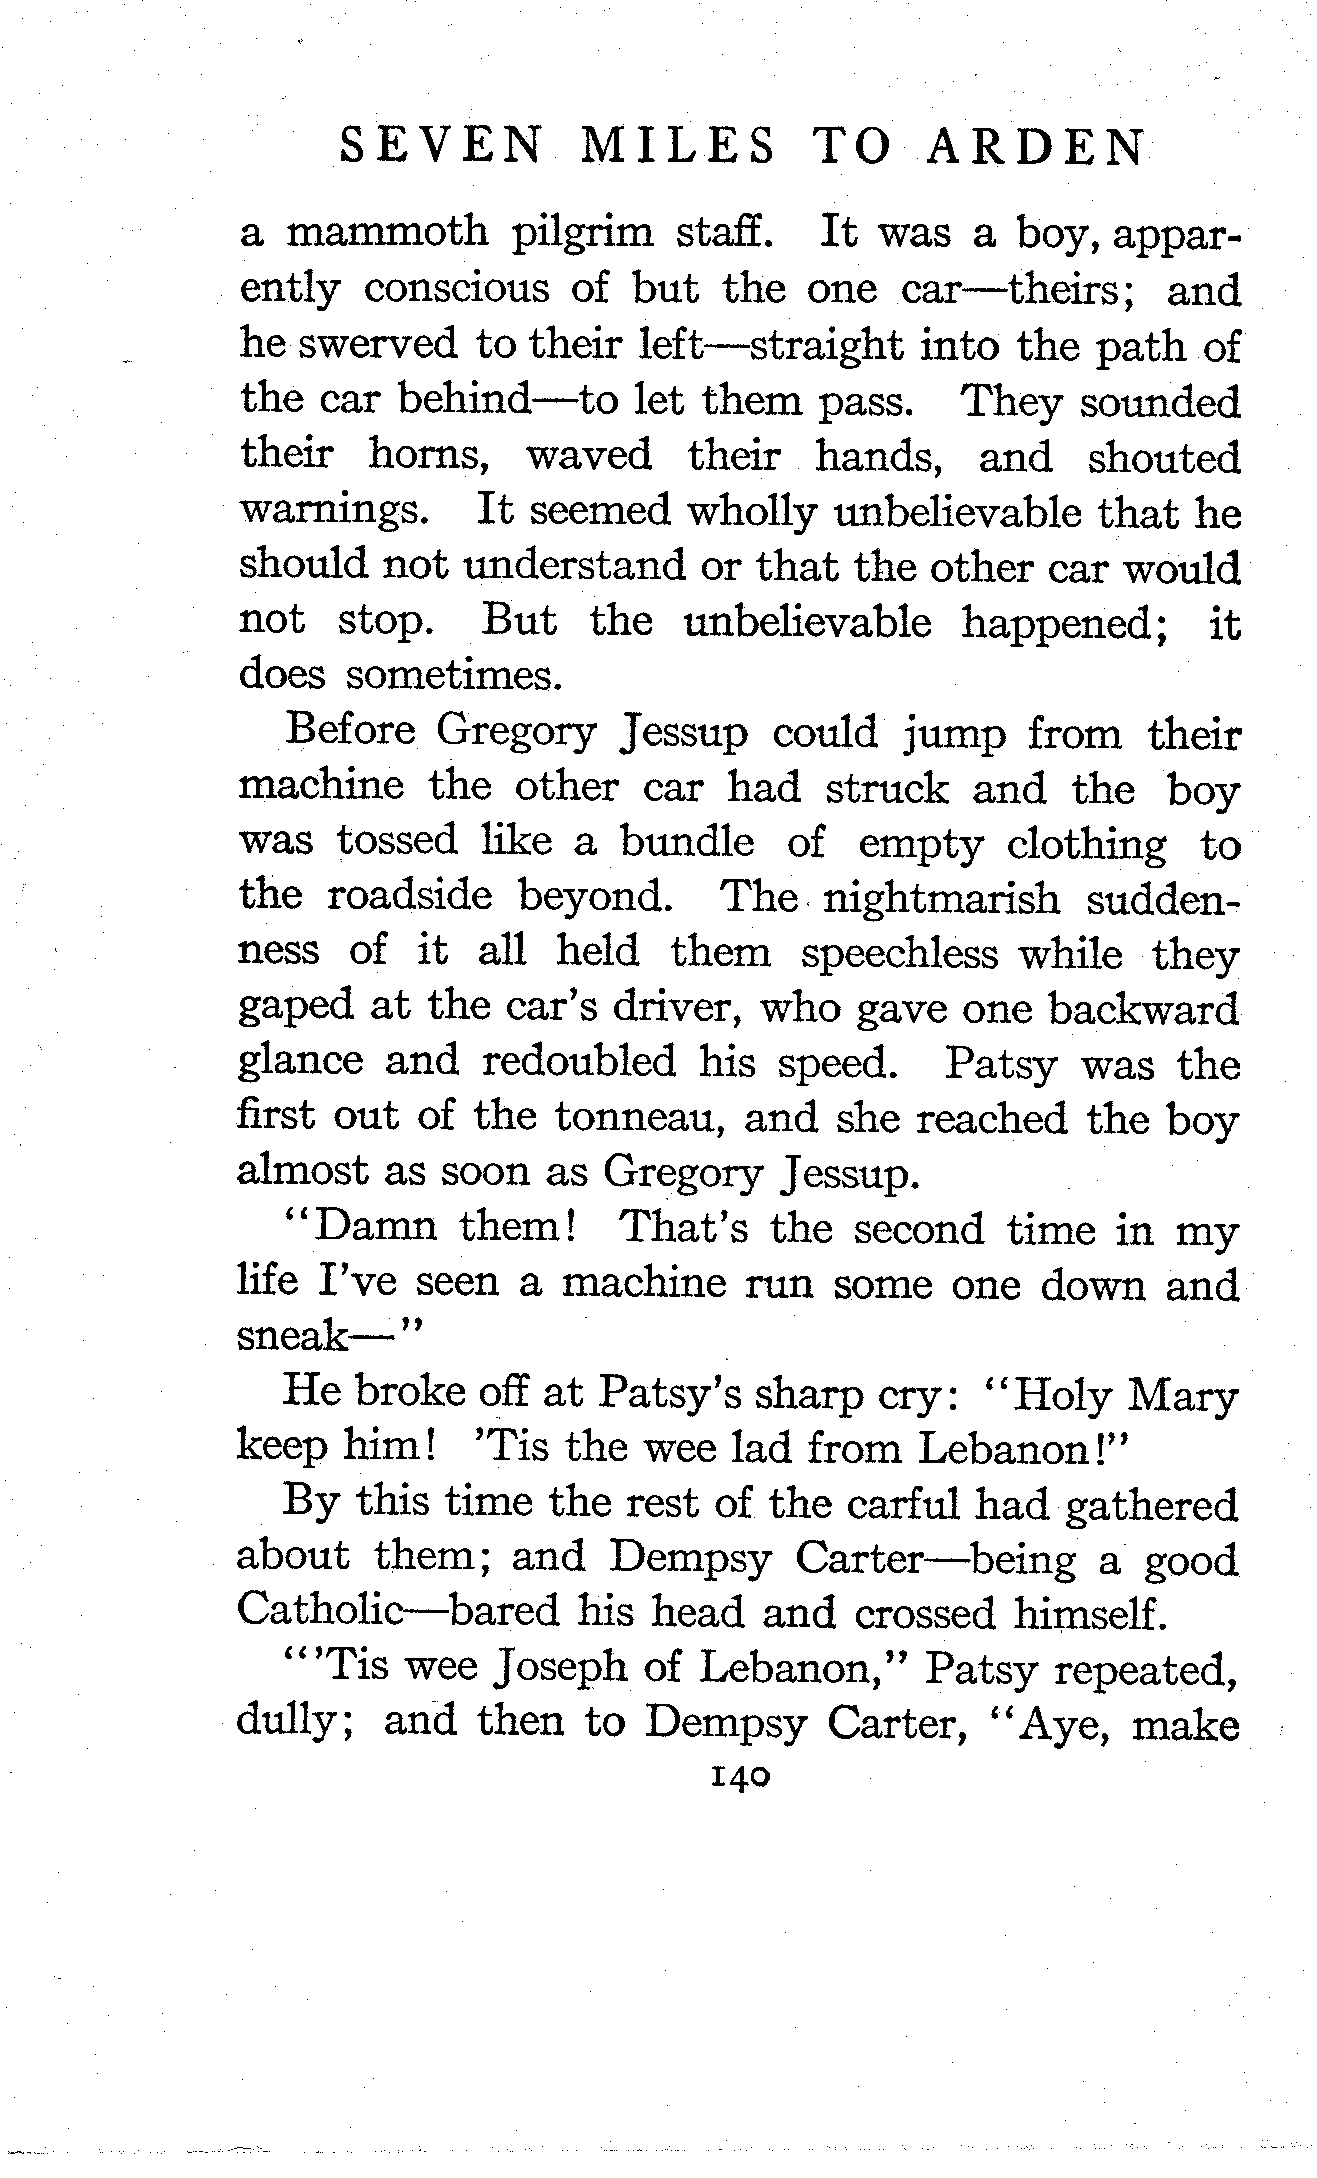 SEVEN MILES TO ARDEN
a mammoth pilgrim staff. It was a boy, appar-
ently conscious of but the one car—theirs; and
he swerved to their left—straight into the path of
the car behind—to let them pass. They sounded
their horns, waved their hands, and shouted
warnings. It seemed wholly unbelievable that he
should not understand or that the other car would
not stop. But the unbelievable happened; it
does sometimes.
Before Gregory Jessup could jump from their
machine the other car had struck and the boy
was tossed like a bundle of empty clothing to
the roadside beyond. The nightmarish sudden-
ness of it all held them speechless while they
gaped at the car's driver, who gave one backward
glance and redoubled his speed. Patsy was the
first out of the tonneau, and she reached the boy
almost as soon as Gregory Jessup.
“Damn them! That's the second time in my
life I've seen a machine run some one down and
sneak—”
He broke off at Patsy's sharp cry: “Holy Mary
keep him! 'Tis the wee lad from Lebanon!”
By this time the rest of the carful had gathered
about them; and Dempsy Carter—being a good
Catholic—bared his head and crossed himself.
“'Tis wee Joseph of Lebanon,” Patsy repeated,
dully; and then to Dempsy Carter, “Aye, make
140